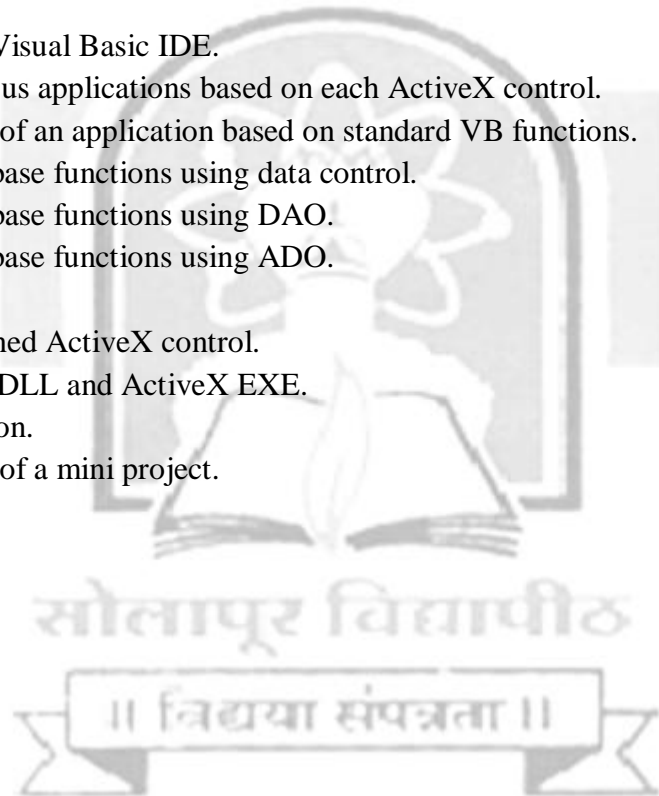 Visual Basic IDE.
us applications based on each ActiveX control.
of an application based on standard VB functions.
base functions using data control.
base functions using DAO.
base functions using ADO.
ned ActiveX control.
DLL and ActiveX EXE.
on.
of a mini project.
सोलापूर विद्यापीठ
॥ विद्यया संपन्नता ॥